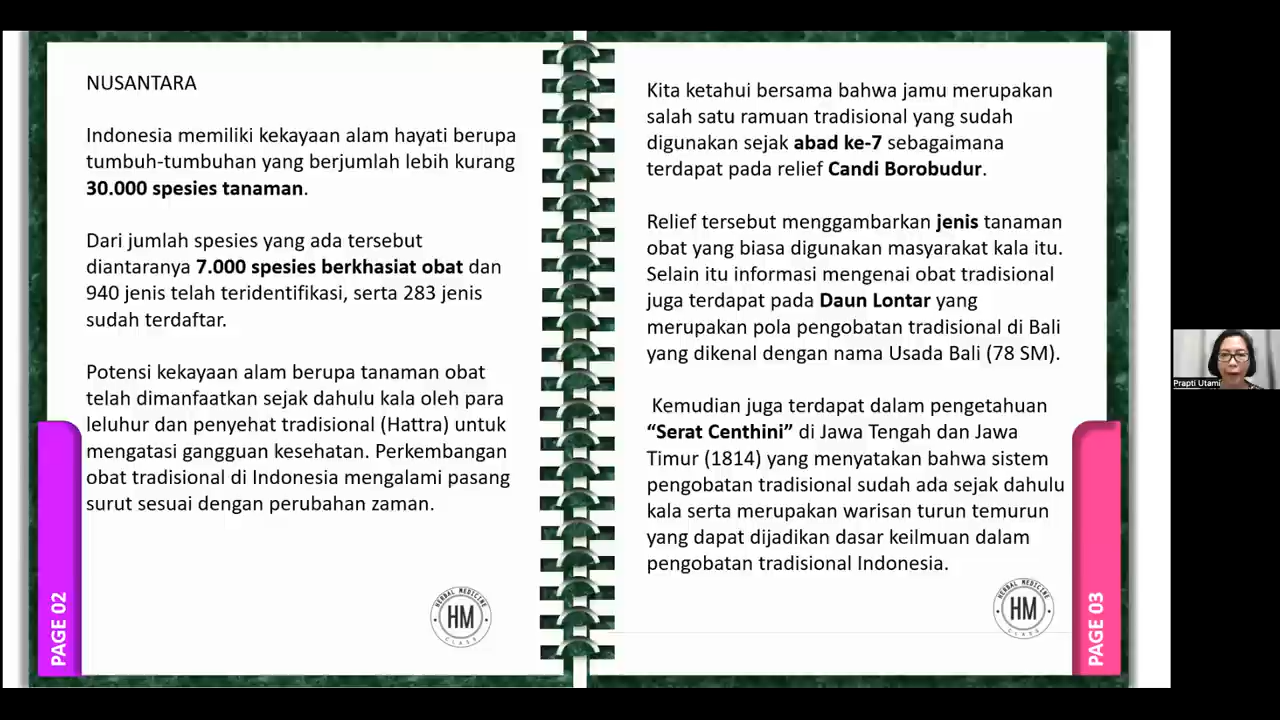 NUSANTARA
Indonesia memiliki kekayaan alam hayati berupa
tumbuh-tumbuhan yang berjumlah lebih kurang
30.000 spesies tanaman.
Dari jumlah spesies yang ada tersebut
diantaranya 7.000 spesies berkhasiat obat dan
940 jenis telah teridentifikasi, serta 283 jenis
sudah terdaftar.
Potensi kekayaan alam berupa tanaman obat
telah dimanfaatkan sejak dahulu kala oleh para
leluhur dan penyehat tradisional (Hattra) untuk
mengatasi gangguan kesehatan. Perkembangan
obat tradisional di Indonesia mengalami pasang
surut sesuai dengan perubahan zaman.
HERBAL MEDICINE
HM
CLASS
PAGE 02
Kita ketahui bersama bahwa jamu merupakan
salah satu ramuan tradisional yang sudah
digunakan sejak abad ke-7 sebagaimana
terdapat pada relief Candi Borobudur.
Relief tersebut menggambarkan jenis tanaman
obat yang biasa digunakan masyarakat kala itu.
Selain itu informasi mengenai obat tradisional
juga terdapat pada Daun Lontar yang
merupakan pola pengobatan tradisional di Bali
yang dikenal dengan nama Usada Bali (78 SM).
Kemudian juga terdapat dalam pengetahuan
“Serat Centhini” di Jawa Tengah dan Jawa
Timur (1814) yang menyatakan bahwa sistem
pengobatan tradisional sudah ada sejak dahulu
kala serta merupakan warisan turun temurun
yang dapat dijadikan dasar keilmuan dalam
pengobatan tradisional Indonesia.
HERBAL MEDICINE
HM
CLASS
PAGE 03
Prapti Utami